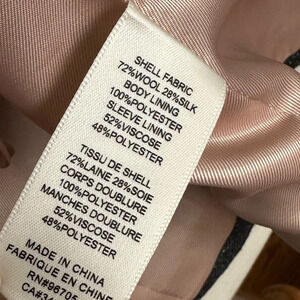 SHELL FABRIC
72%WOOL 28%SILK
BODY LINING
100%POLYESTER
SLEEVE LINING
52%VISCOSE
48%POLYESTER
TISSU DE SHELL
72%LAINE 28%SOIE
CORPS DOUBLURE
100%POLYESTER
MANCHES DOUBLURE
52%VISCOSE
48%POLYESTER
MADE IN CHINA
FABRIQUE EN CHINE
RN#96705